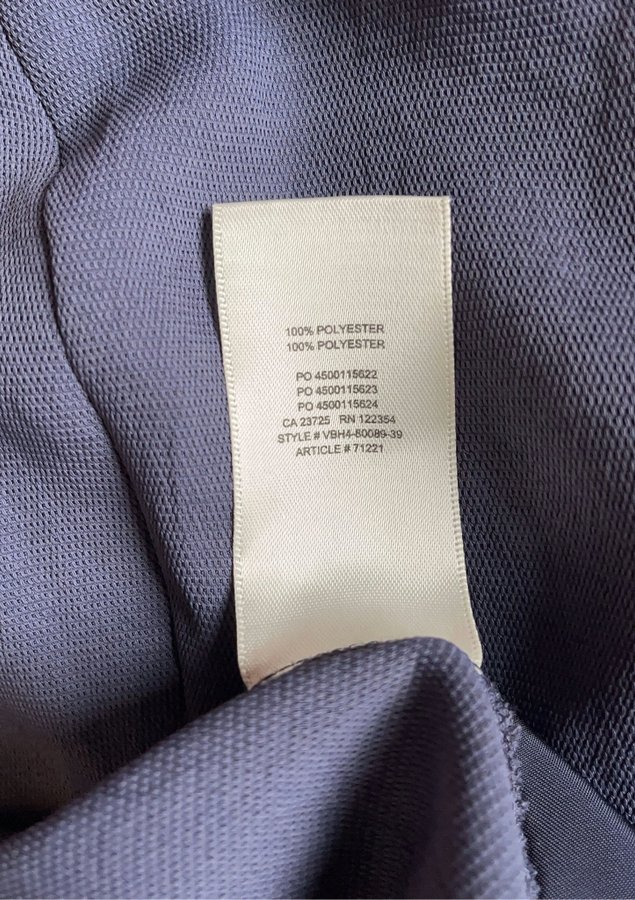 100% POLYESTER
100% POLYESTER
PO 4500115622
PO 4500115623
PO 4500115624
CA 23725 RN 122354
STYLE # VBH4-80089-39
ARTICLE # 71221